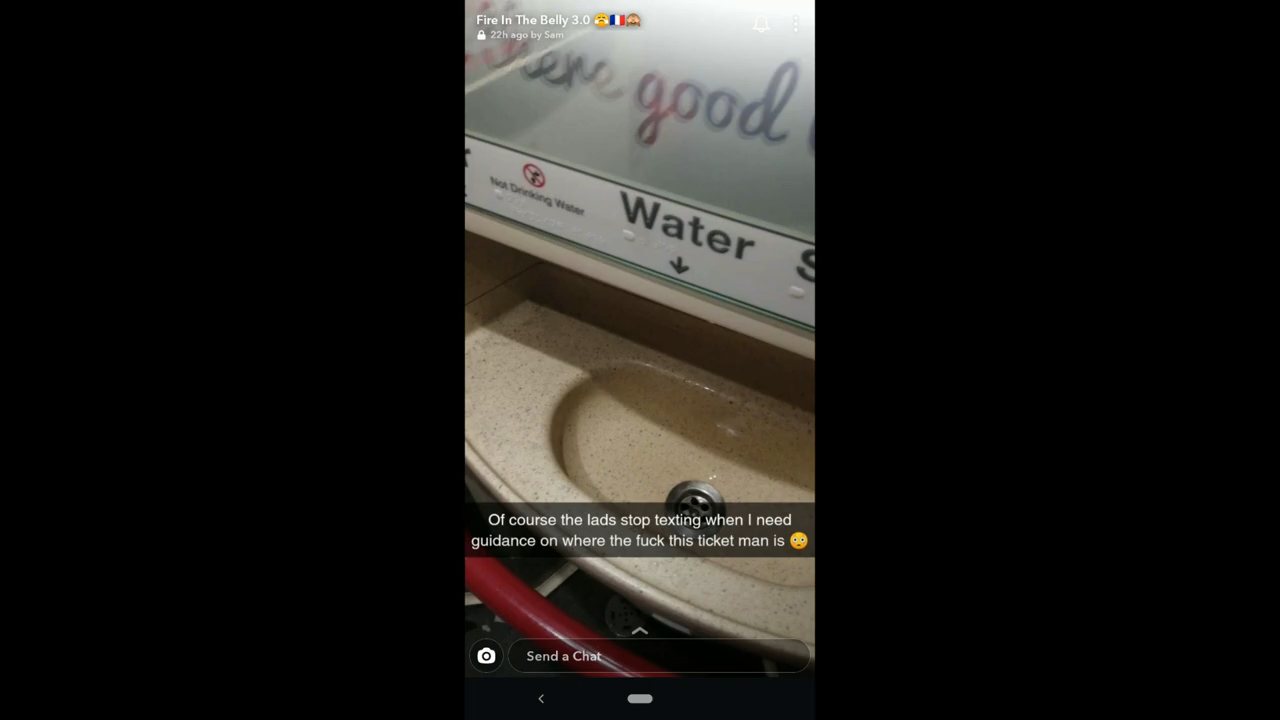 Fire In The Belly 3.0 😤🇫🇷🙈
22h ago by Sam
where good
Not Drinking Water
Water
S
Of course the lads stop texting when I need
guidance on where the fuck this ticket man is 😳
Send a Chat